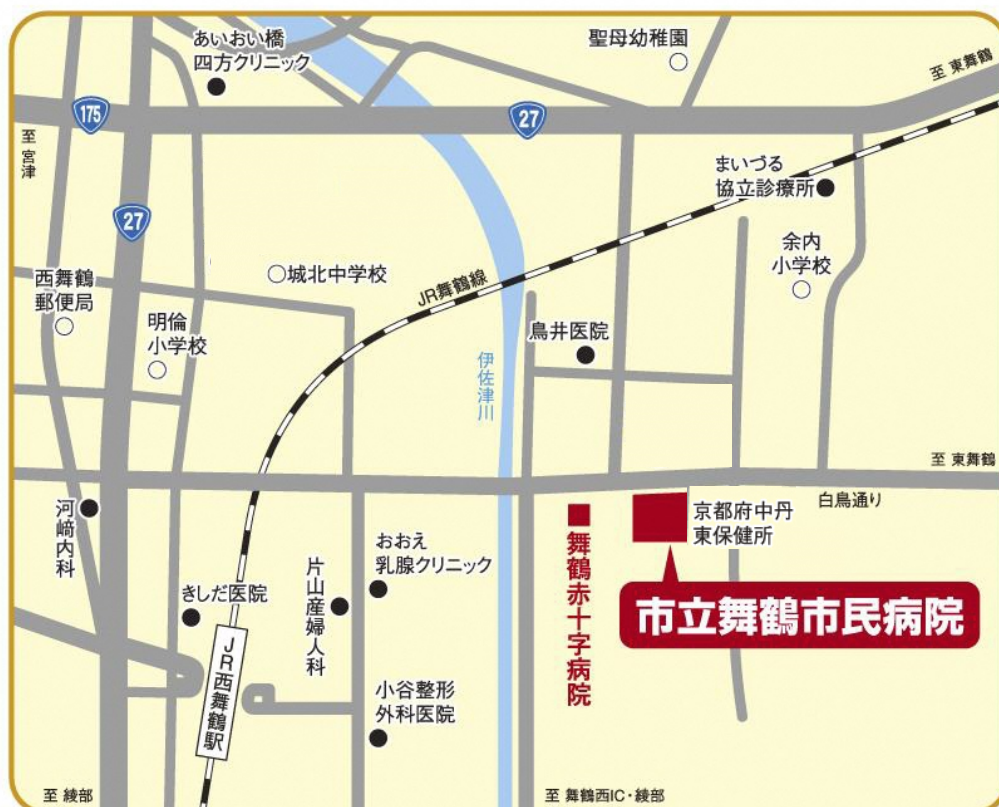 あいおい橋
四方クリニック
聖母幼稚園
至 東舞鶴
175
27
至 宮津
まいづる
協立診療所
27
余内
小学校
西舞鶴
郵便局
城北中学校
JR舞鶴線
明倫
小学校
鳥井医院
伊佐津川
至 東舞鶴
白鳥通り
河﨑内科
京都府中丹
東保健所
■舞鶴赤十字病院
おおえ
乳腺クリニック
片山産婦人科
きしだ医院
市立舞鶴市民病院
JR西舞鶴駅
小谷整形
外科医院
至 綾部
至 舞鶴西IC・綾部